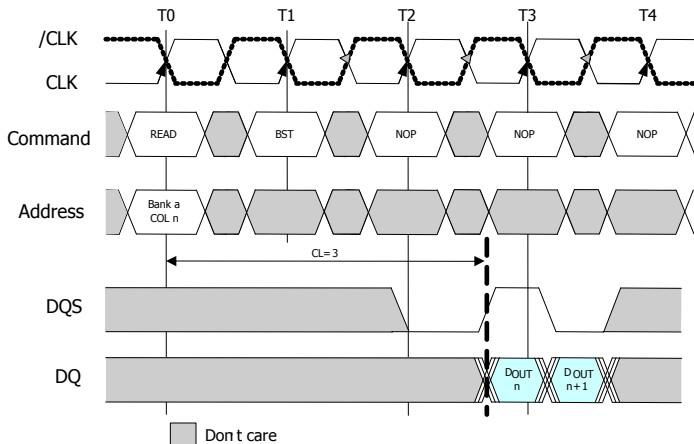 T0 T1 T2 T3 T4
/CLK
CLK
Command READ BST NOP NOP NOP
Address Bank a
COL n
CL=3
DQS
DQ DOUT DOUT
n n+1
Don't care